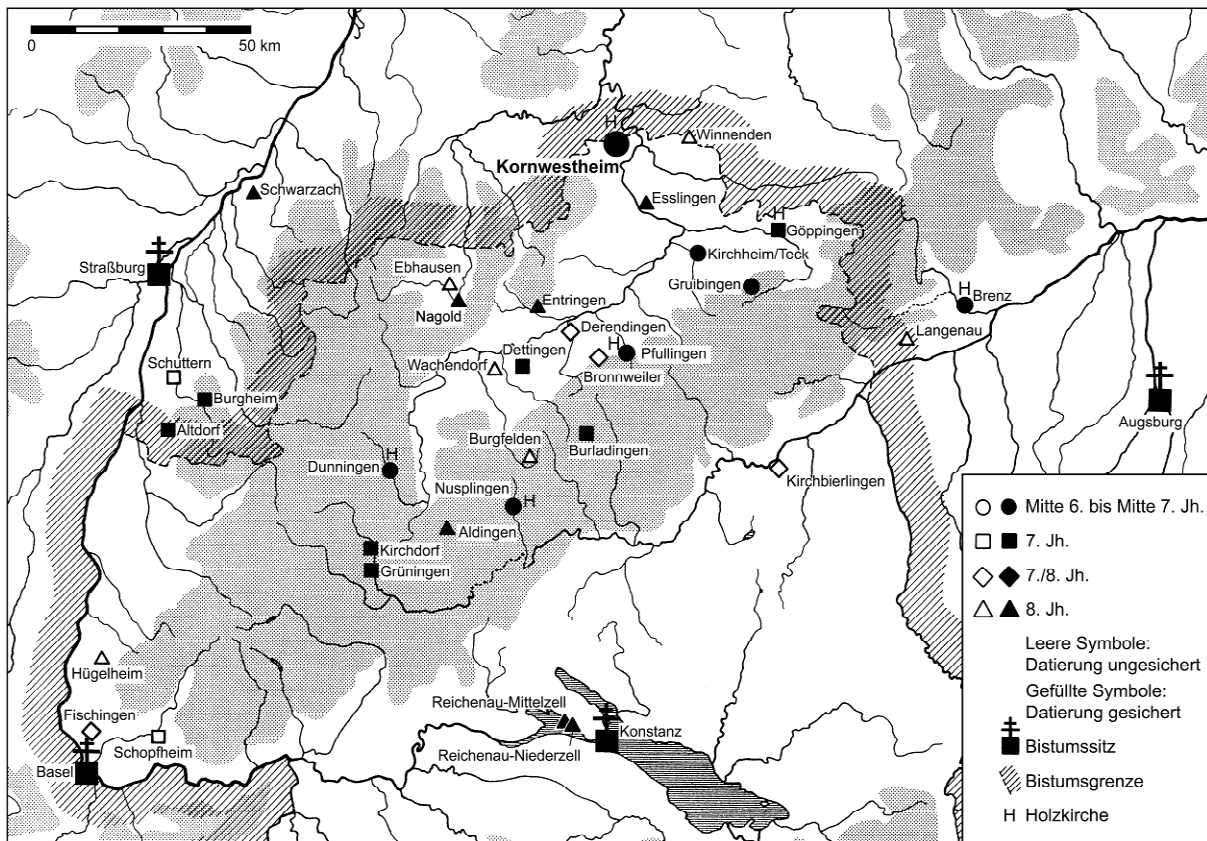 0
50 km
H
Kornwestheim
Winnenden
Schwarzach
Esslingen
H
Göppingen
Straßburg
Kirchheim/Teck
Ebhausen
Gruibingen
H
Brenz
Nagold
Entringen
Derendingen
Langenau
H
Schuttern
Dettingen
Pfullingen
Wachendorf
Bronnweiler
Burgheim
Augsburg
Altdorf
Burgfelden
Burladingen
H
Dunningen
Kirchbierlingen
Nusplingen
H
Aldingen
Kirchdorf
Grüningen
Hügelheim
Reichenau-Mittelzell
Fischingen
Konstanz
Schopfheim
Reichenau-Niederzell
Basel
Mitte 6. bis Mitte 7. Jh.
7. Jh.
7./8. Jh.
8. Jh.
Leere Symbole:
Datierung ungesichert
Gefüllte Symbole:
Datierung gesichert
Bistumssitz
Bistumsgrenze
H Holzkirche